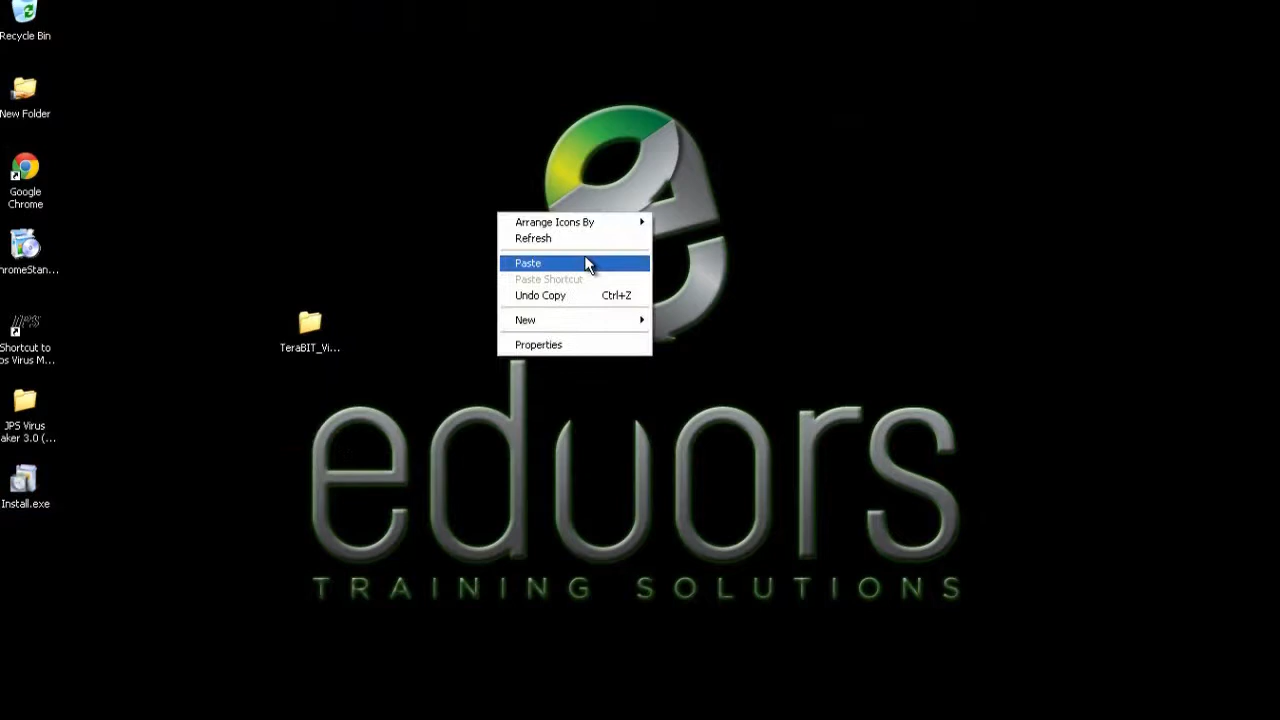 Recycle Bin
New Folder
Google
Chrome
hromeStan...
Shortcut to
os Virus M...
JPS Virus
aker 3.0 (...
Install.exe
TeraBIT_Vi...
Arrange Icons By
Refresh
Paste
Paste Shortcut
Undo Copy Ctrl+Z
New
Properties
eduors
TRAINING SOLUTIONS